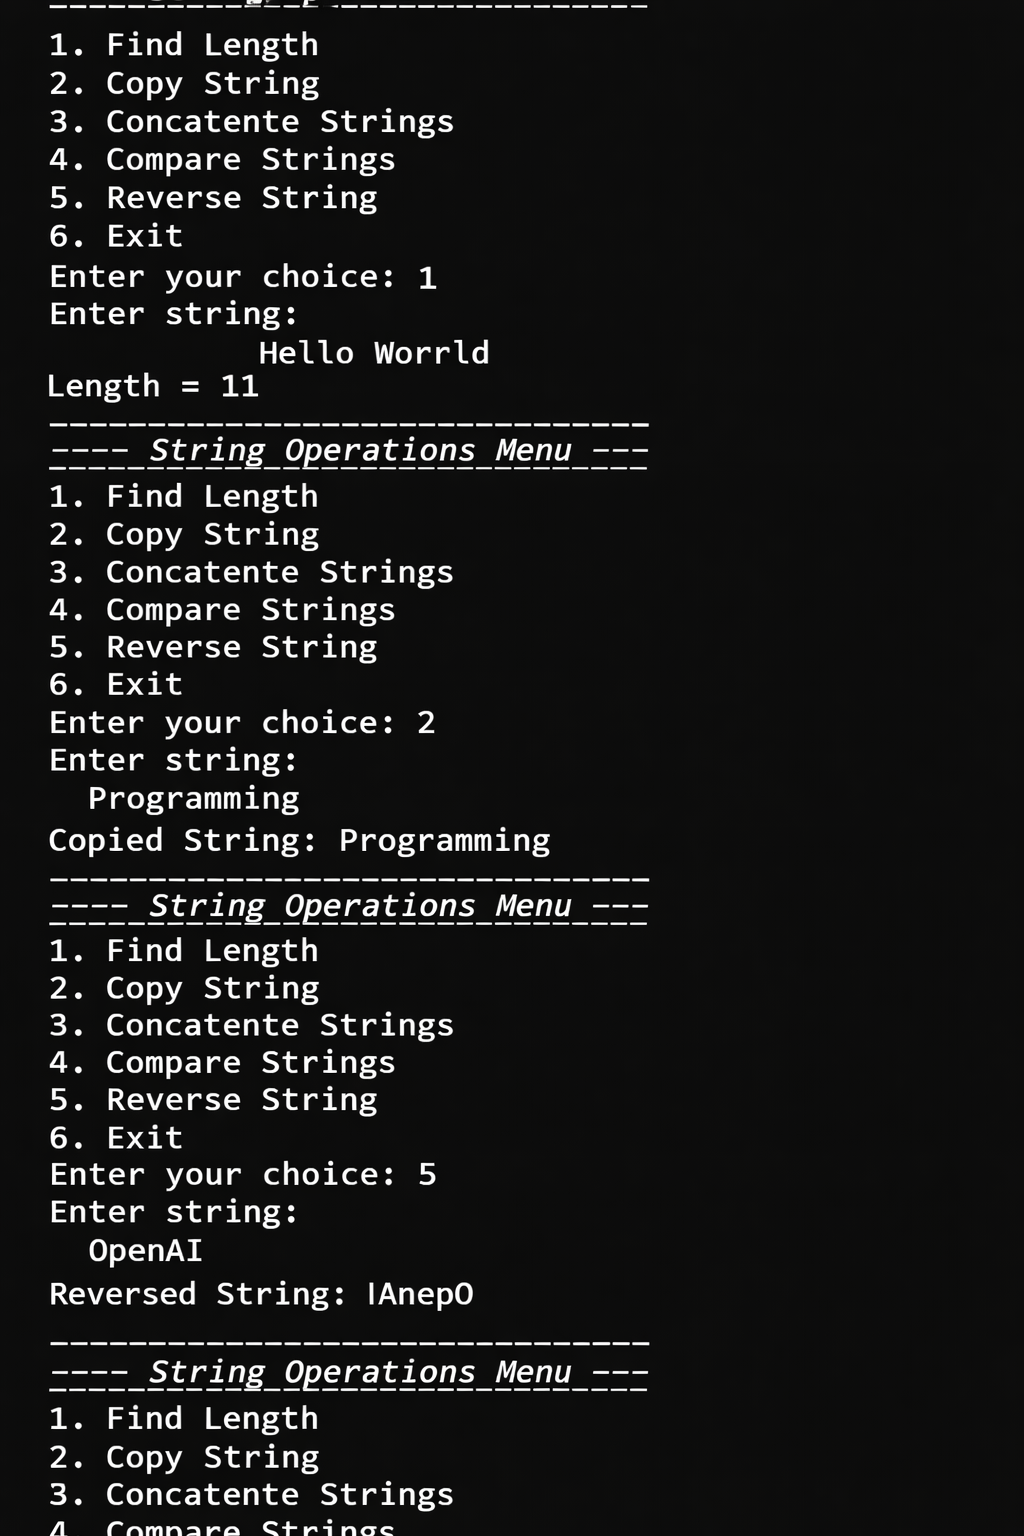 1. Find Length
2. Copy String
3. Concatente Strings
4. Compare Strings
5. Reverse String
6. Exit
Enter your choice: 1
Enter string:
Hello Worrld
Length = 11
------------------------------
---- String Operations Menu ---
1. Find Length
2. Copy String
3. Concatente Strings
4. Compare Strings
5. Reverse String
6. Exit
Enter your choice: 2
Enter string:
Programming
Copied String: Programming
------------------------------
---- String Operations Menu ---
1. Find Length
2. Copy String
3. Concatente Strings
4. Compare Strings
5. Reverse String
6. Exit
Enter your choice: 5
Enter string:
OpenAI
Reversed String: IAnepO
------------------------------
---- String Operations Menu ---
1. Find Length
2. Copy String
3. Concatente Strings
4. Compare Strings